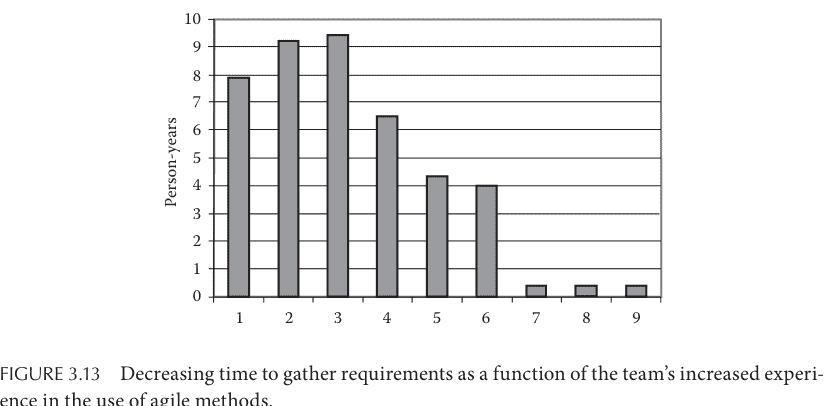 10
9
8
7
6
5
4
3
2
1
0
Person-years
1 2 3 4 5 6 7 8 9
FIGURE 3.13 Decreasing time to gather requirements as a function of the team’s increased experi-
ence in the use of agile methods.